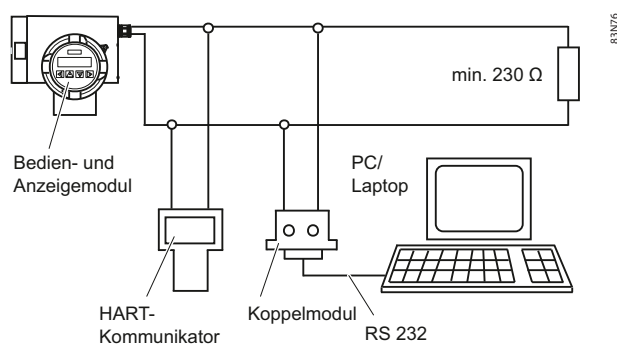 83N76
min. 230 Ω
Bedien- und
Anzeigemodul
PC/
Laptop
HART-
Kommunikator
Koppelmodul
RS 232